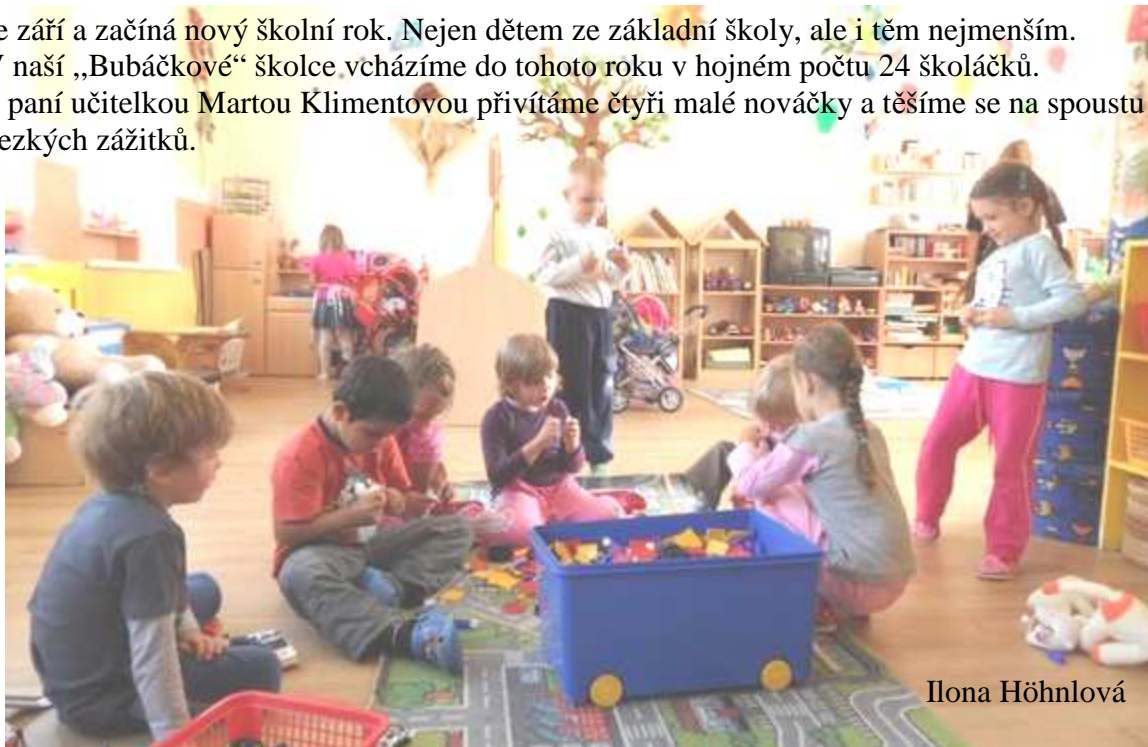 e září a začíná nový školní rok. Nejen dětem ze základní školy, ale i těm nejmenším.
naší ,,Bubáčkové“ školce vcházíme do tohoto roku v hojném počtu 24 školáčků.
paní učitelkou Martou Klimentovou přivítáme čtyři malé nováčky a těšíme se na spoustu
ezkých zážitků.
Ilona Höhnlová